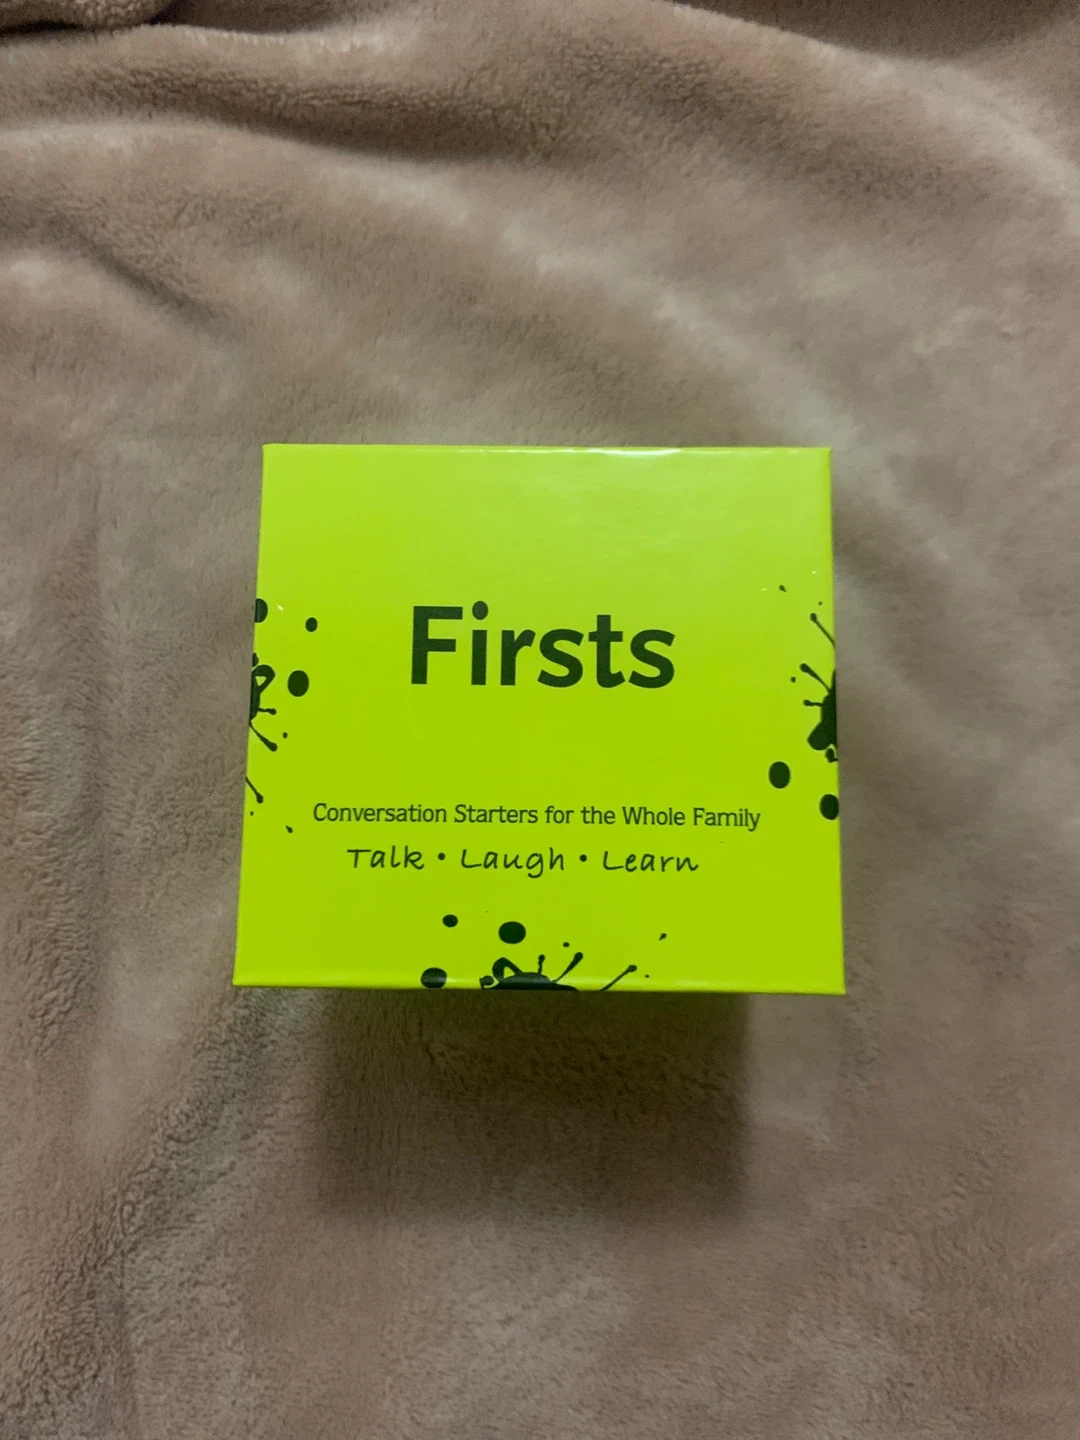 Firsts
Conversation Starters for the Whole Family
Talk • Laugh • Learn